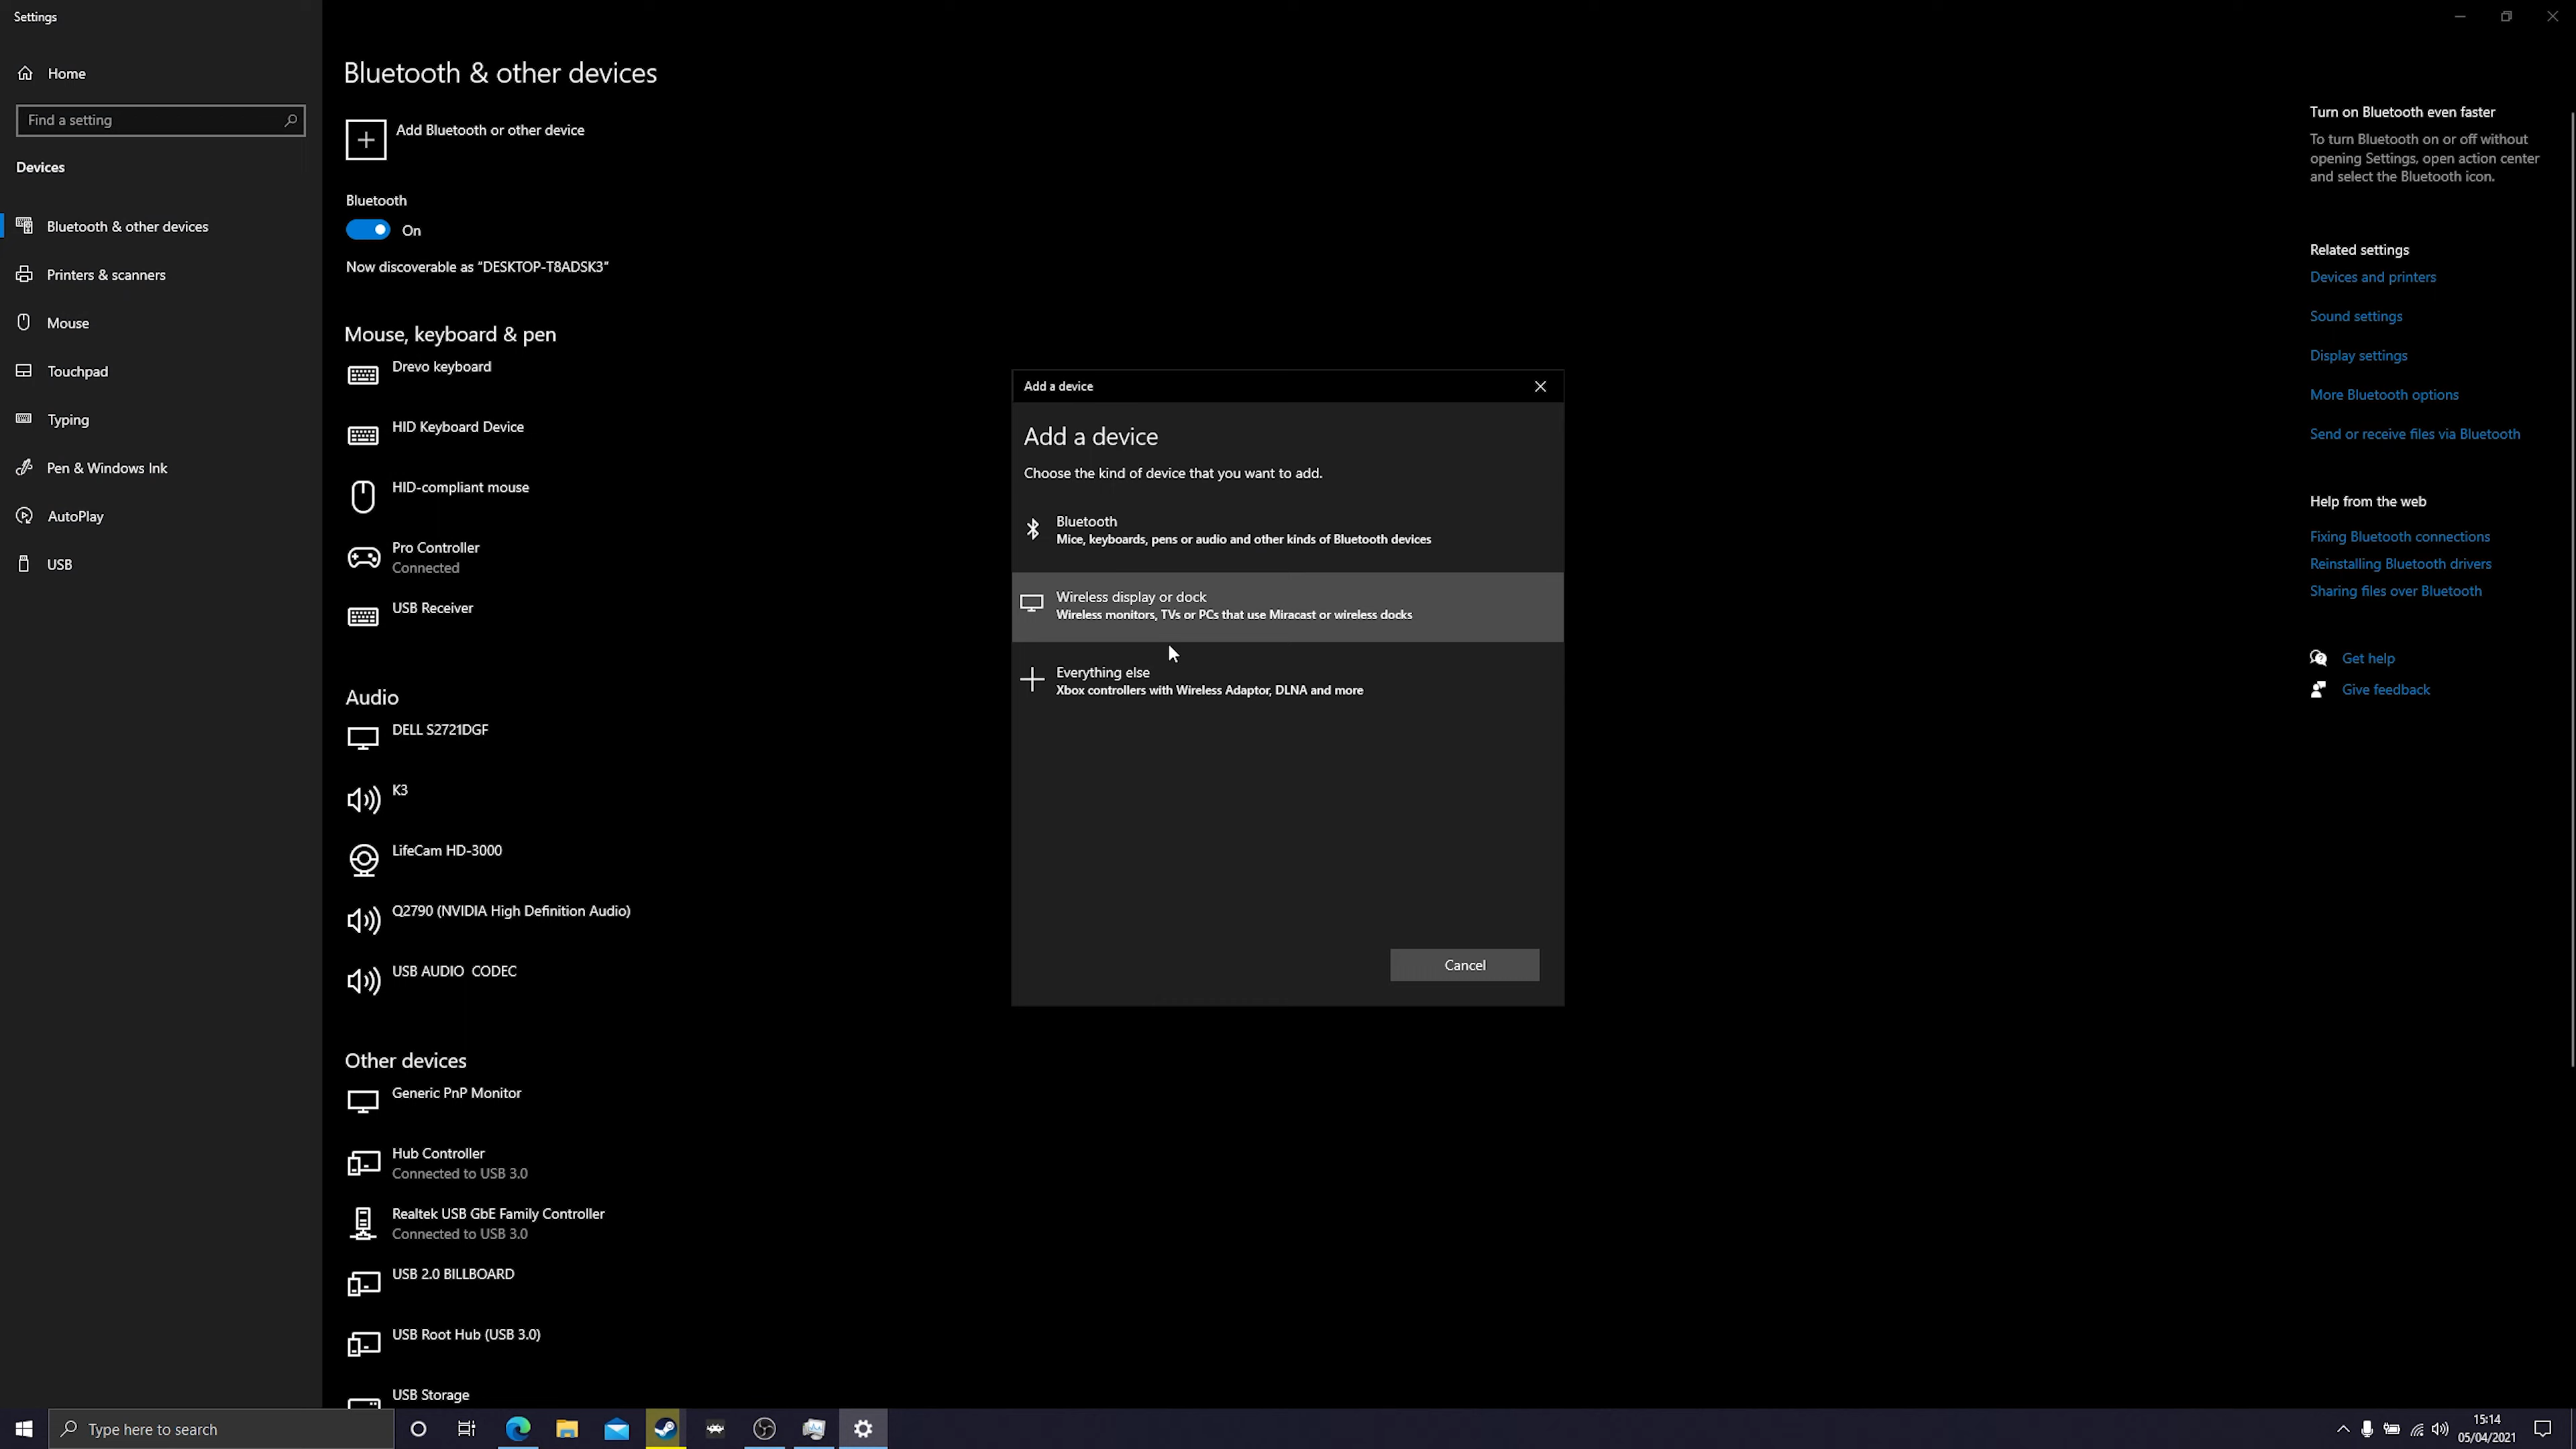 Settings
Home
Find a setting
Devices
Bluetooth & other devices
Printers & scanners
Mouse
Touchpad
Typing
Pen & Windows Ink
AutoPlay
USB
Bluetooth & other devices
Add Bluetooth or other device
Bluetooth
On
Now discoverable as “DESKTOP-T8ADSK3”
Mouse, keyboard & pen
Drevo keyboard
HID Keyboard Device
HID-compliant mouse
Pro Controller
Connected
USB Receiver
Audio
DELL S2721DGF
K3
LifeCam HD-3000
Q2790 (NVIDIA High Definition Audio)
USB AUDIO  CODEC
Other devices
Generic PnP Monitor
Hub Controller
Connected to USB 3.0
Realtek USB GbE Family Controller
Connected to USB 3.0
USB 2.0 BILLBOARD
USB Root Hub (USB 3.0)
USB Storage
Add a device
Add a device
Choose the kind of device that you want to add.
Bluetooth
Mice, keyboards, pens or audio and other kinds of Bluetooth devices
Wireless display or dock
Wireless monitors, TVs or PCs that use Miracast or wireless docks
Everything else
Xbox controllers with Wireless Adaptor, DLNA and more
Cancel
Turn on Bluetooth even faster
To turn Bluetooth on or off without
opening Settings, open action center
and select the Bluetooth icon.
Related settings
Devices and printers
Sound settings
Display settings
More Bluetooth options
Send or receive files via Bluetooth
Help from the web
Fixing Bluetooth connections
Reinstalling Bluetooth drivers
Sharing files over Bluetooth
Get help
Give feedback
Type here to search
15:14
05/04/2021